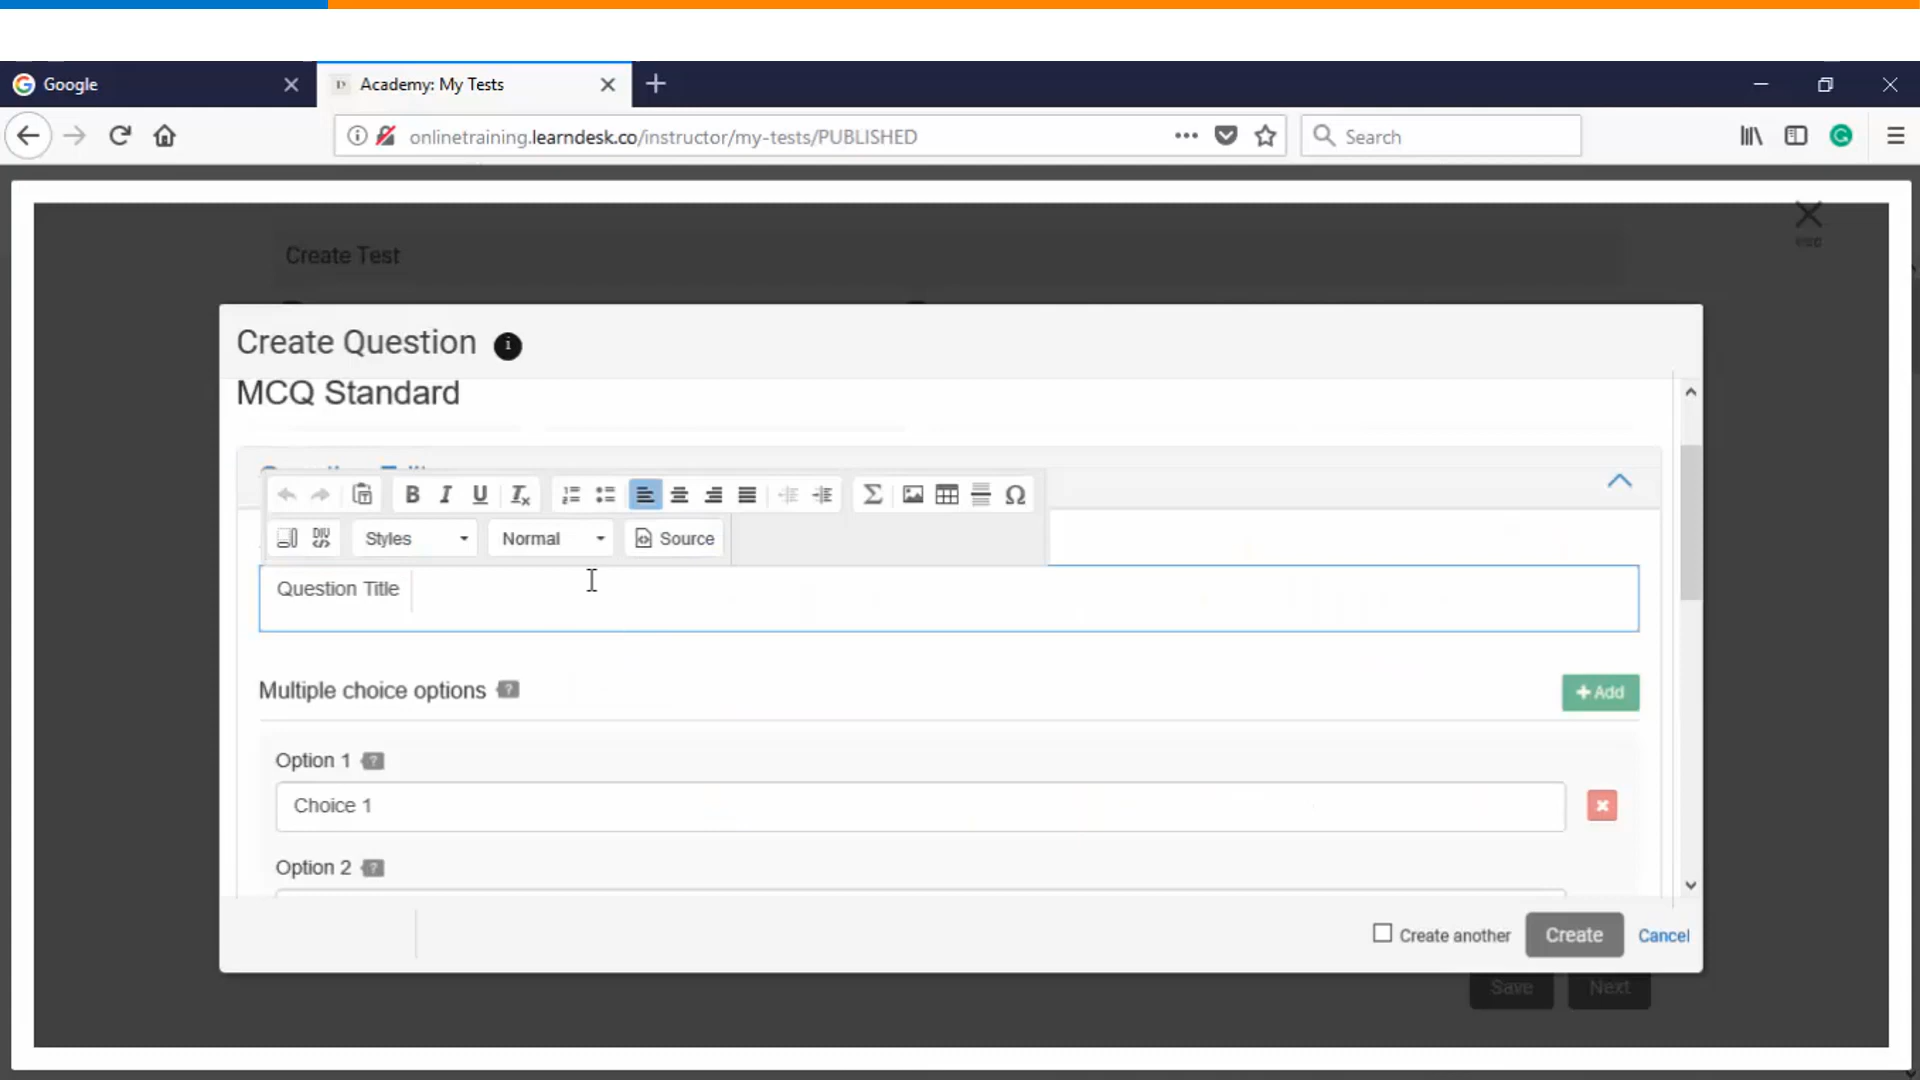 Google
Academy: My Tests
onlinetraining.learndesk.co/instructor/my-tests/PUBLISHED
Search
Create Test
Create Question
MCQ Standard
B I U Tx
Σ
Ω
DIV
Styles
Normal
Source
Question Title
Multiple choice options
Add
Option 1
Choice 1
Option 2
Create another
Create
Cancel
Save
Next